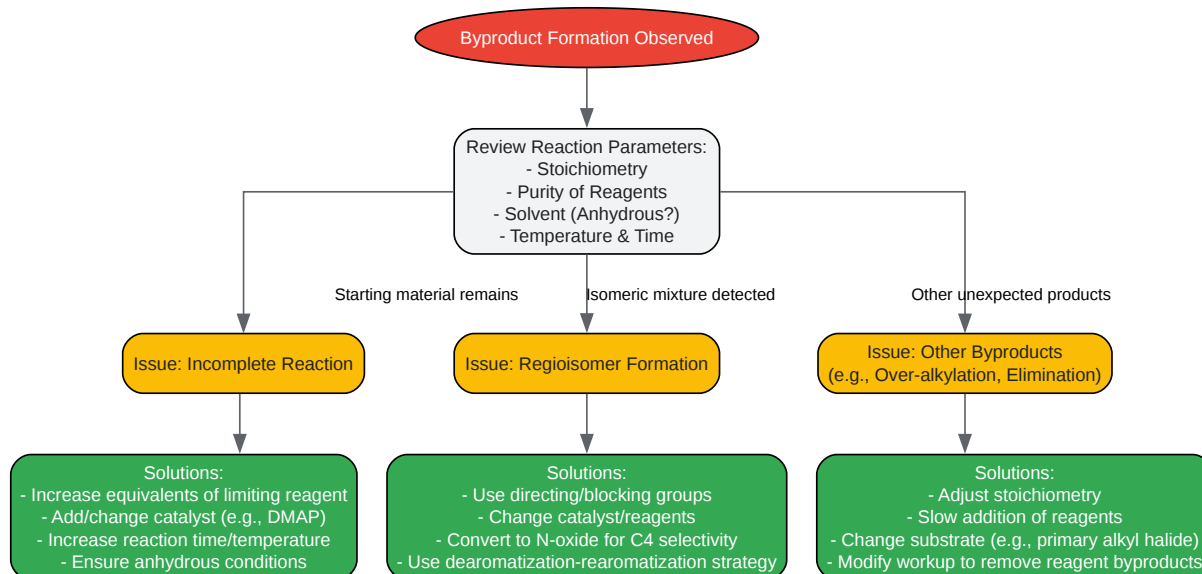 Byproduct Formation Observed
Review Reaction Parameters:
- Stoichiometry
- Purity of Reagents
- Solvent (Anhydrous?)
- Temperature & Time
Starting material remains
Isomeric mixture detected
Other unexpected products
Issue: Incomplete Reaction
Issue: Regioisomer Formation
Issue: Other Byproducts
(e.g., Over-alkylation, Elimination)
Solutions:
- Increase equivalents of limiting reagent
- Add/change catalyst (e.g., DMAP)
- Increase reaction time/temperature
- Ensure anhydrous conditions
Solutions:
- Use directing/blocking groups
- Change catalyst/reagents
- Convert to N-oxide for C4 selectivity
- Use dearomatization-rearomatization strategy
Solutions:
- Adjust stoichiometry
- Slow addition of reagents
- Change substrate (e.g., primary alkyl halide)
- Modify workup to remove reagent byproducts